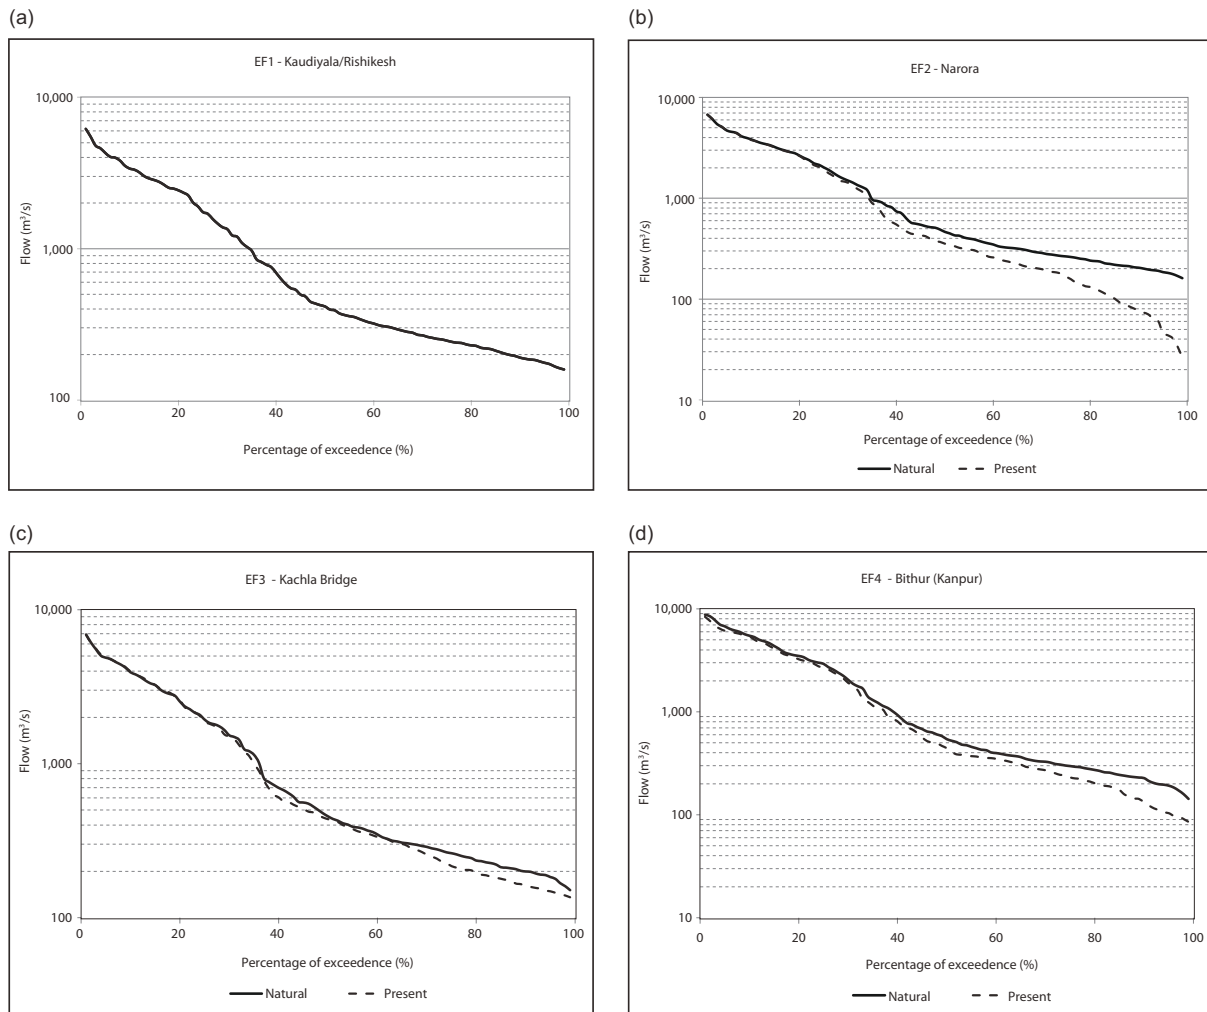 (a)
EF1 - Kaudiyala/Rishikesh
10,000
1,000
100
Flow (m³/s)
0 20 40 60 80 100
Percentage of exceedence (%)
(b)
EF2 - Narora
10,000
1,000
100
10
Flow (m³/s)
0 20 40 60 80 100
Percentage of exceedence (%)
Natural Present
(c)
EF3 - Kachla Bridge
10,000
1,000
100
Flow (m³/s)
0 20 40 60 80 100
Percentage of exceedence (%)
Natural Present
(d)
EF4 - Bithur (Kanpur)
10,000
1,000
100
10
Flow (m³/s)
0 20 40 60 80 100
Percentage of exceedence (%)
Natural Present